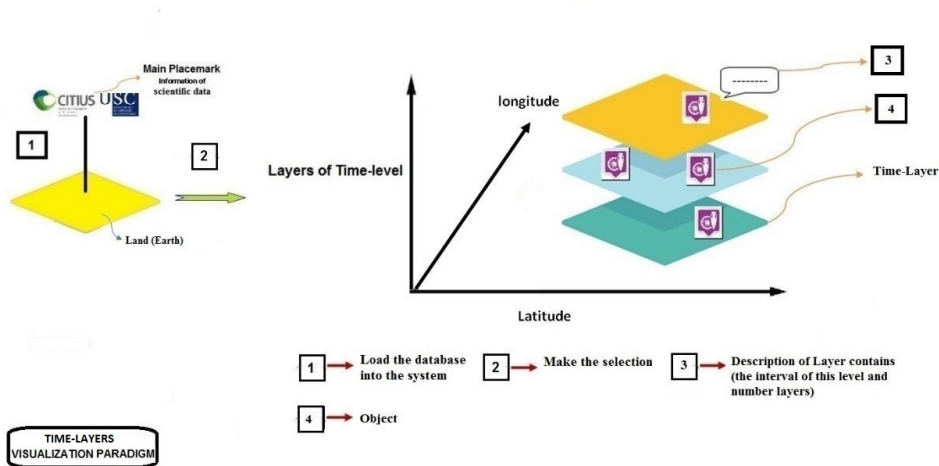 Main Placemark
Information of
scientific data
CITIUS USC
1
2
Land (Earth)
Layers of Time-level
longitude
Latitude
--------
3
4
Time-Layer
1 Load the database
into the system
2 Make the selection
3 Description of Layer contains
(the interval of this level and
number layers)
4 Object
TIME-LAYERS
VISUALIZATION PARADIGM